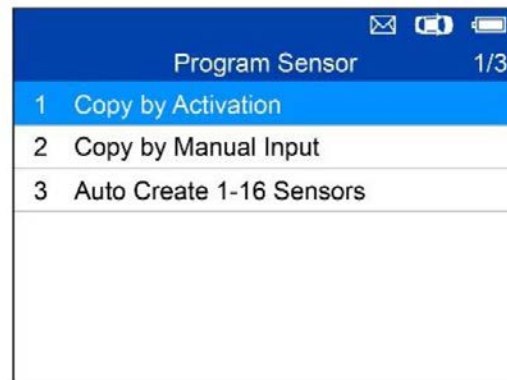 Program Sensor 1/3
1 Copy by Activation
2 Copy by Manual Input
3 Auto Create 1-16 Sensors